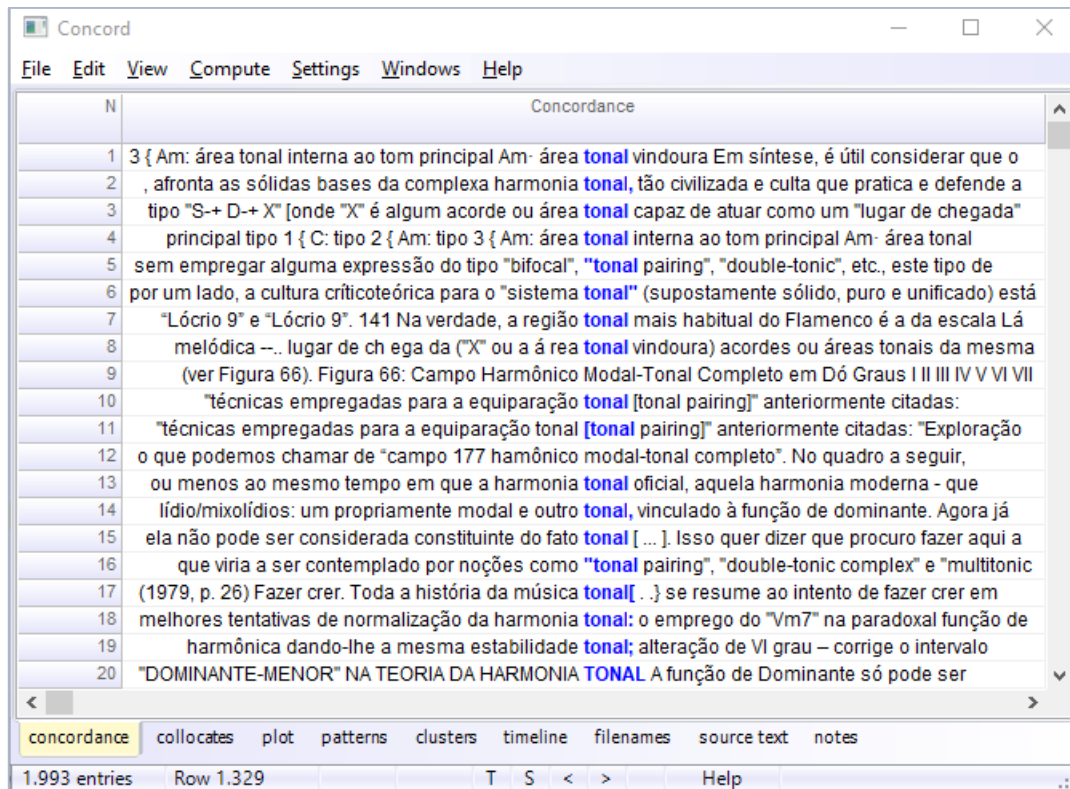 Concord
File Edit View Compute Settings Windows Help
N Concordance
1 3 { Am: área tonal interna ao tom principal Am- área tonal vindoura Em síntese, é útil considerar que o
2 , afronta as sólidas bases da complexa harmonia tonal, tão civilizada e culta que pratica e defende a
3 tipo "S-+ D-+ X" [onde "X" é algum acorde ou área tonal capaz de atuar como um "lugar de chegada"
4 principal tipo 1 { C: tipo 2 { Am: tipo 3 { Am: área tonal interna ao tom principal Am- área tonal
5 sem empregar alguma expressão do tipo "bifocal", "tonal pairing", "double-tonic", etc., este tipo de
6 por um lado, a cultura críticoteórica para o "sistema tonal" (supostamente sólido, puro e unificado) está
7 “Lócrio 9” e “Lócrio 9”. 141 Na verdade, a região tonal mais habitual do Flamenco é a da escala Lá
8 melódica --.. lugar de ch ega da ("X" ou a á rea tonal vindoura) acordes ou áreas tonais da mesma
9 (ver Figura 66). Figura 66: Campo Harmônico Modal-Tonal Completo em Dó Graus I II III IV V VI VII
10 "técnicas empregadas para a equiparação tonal [tonal pairing]" anteriormente citadas:
11 "técnicas empregadas para a equiparação tonal [tonal pairing]" anteriormente citadas: "Exploração
12 o que podemos chamar de “campo 177 hamônico modal-tonal completo”. No quadro a seguir,
13 ou menos ao mesmo tempo em que a harmonia tonal oficial, aquela harmonia moderna - que
14 lídio/mixolídios: um propriamente modal e outro tonal, vinculado à função de dominante. Agora já
15 ela não pode ser considerada constituinte do fato tonal [ ... ]. Isso quer dizer que procuro fazer aqui a
16 que viria a ser contemplado por noções como "tonal pairing", "double-tonic complex" e "multitonic
17 (1979, p. 26) Fazer crer. Toda a história da música tonal[ . .} se resume ao intento de fazer crer em
18 melhores tentativas de normalização da harmonia tonal: o emprego do "Vm7" na paradoxal função de
19 harmônica dando-lhe a mesma estabilidade tonal; alteração de VI grau – corrige o intervalo
20 "DOMINANTE-MENOR" NA TEORIA DA HARMONIA TONAL A função de Dominante só pode ser
concordance collocates plot patterns clusters timeline filenames source text notes
1.993 entries Row 1.329 T S < > Help